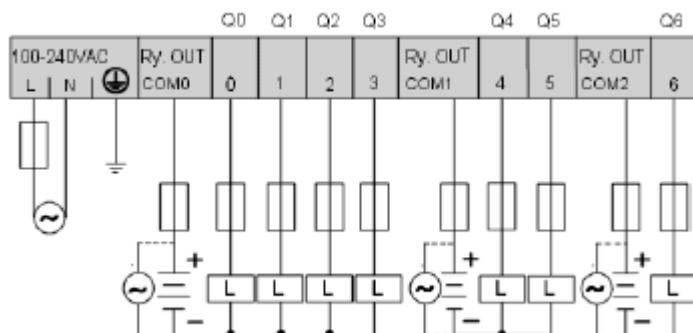 Q0 Q1 Q2 Q3 Q4 Q5 Q6
100-240VAC Ry. OUT Ry. OUT Ry. OUT
L N COM0 0 1 2 3 COM1 4 5 COM2 6
~
+ + +
~ ~ ~
L L L L L L L
- - -